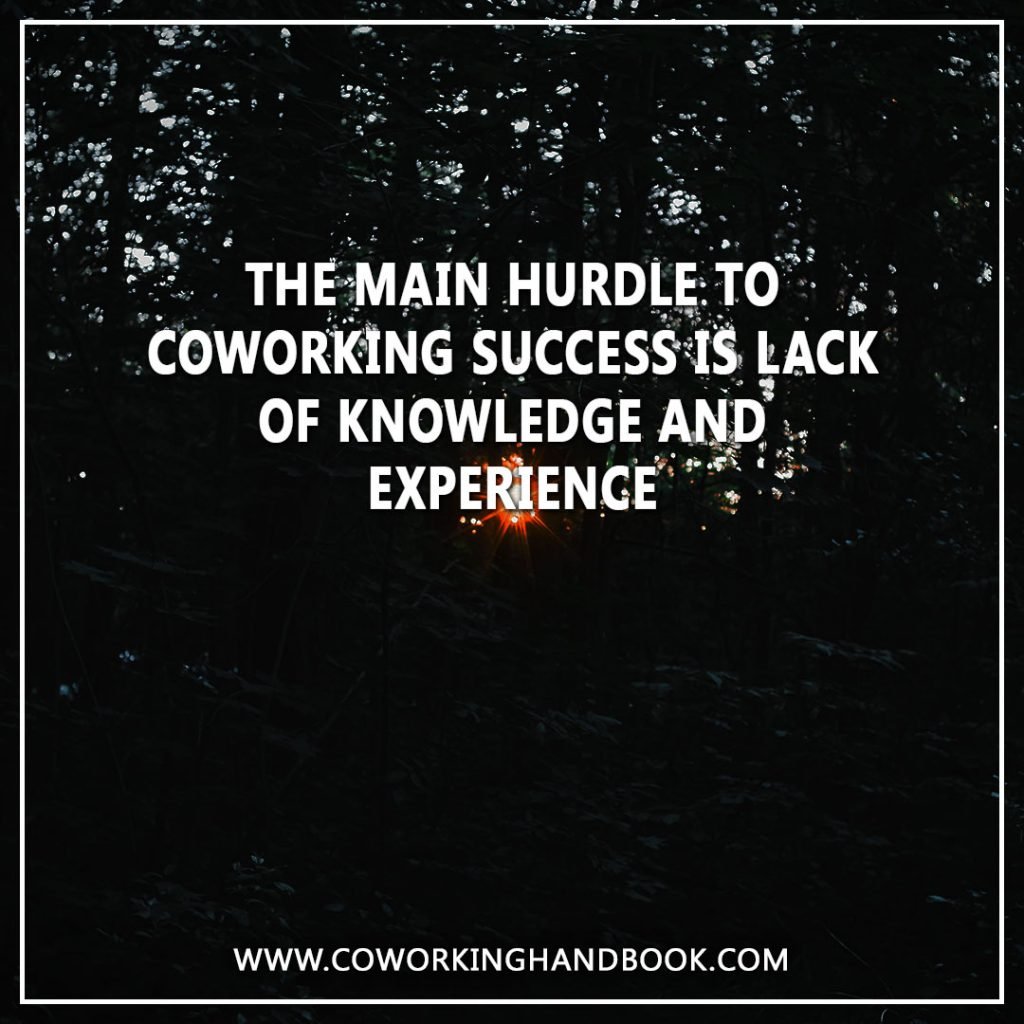 THE MAIN HURDLE TO
COWORKING SUCCESS IS LACK
OF KNOWLEDGE AND
EXPERIENCE
WWW.COWORKINGHANDBOOK.COM